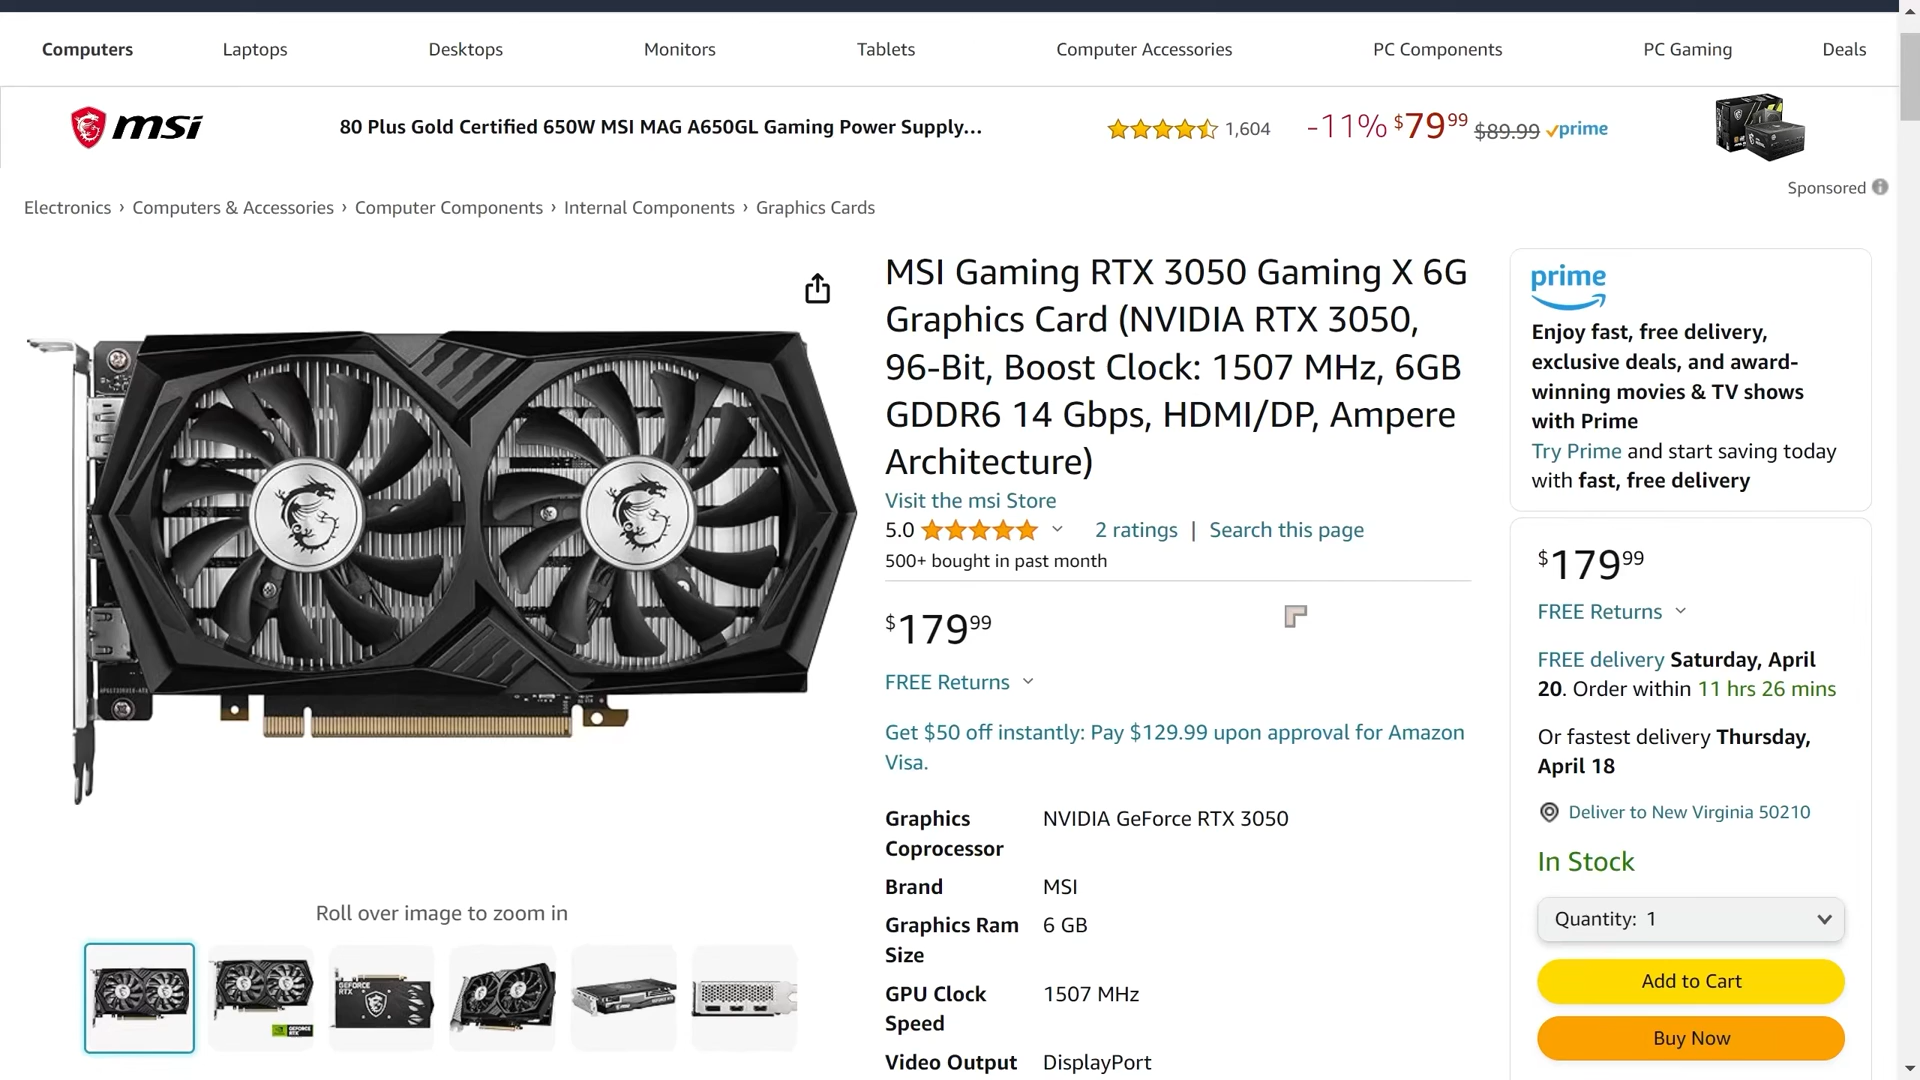 Computers
Laptops
Desktops
Monitors
Tablets
Computer Accessories
PC Components
PC Gaming
Deals
msi
80 Plus Gold Certified 650W MSI MAG A650GL Gaming Power Supply...
1,604
-11% $79 99 $89.99 prime
Sponsored
Electronics › Computers & Accessories › Computer Components › Internal Components › Graphics Cards
MSI Gaming RTX 3050 Gaming X 6G
Graphics Card (NVIDIA RTX 3050,
96-Bit, Boost Clock: 1507 MHz, 6GB
GDDR6 14 Gbps, HDMI/DP, Ampere
Architecture)
Visit the msi Store
5.0
2 ratings | Search this page
500+ bought in past month
$179 99
FREE Returns
Get $50 off instantly: Pay $129.99 upon approval for Amazon
Visa.
Graphics Coprocessor NVIDIA GeForce RTX 3050
Brand MSI
Graphics Ram Size 6 GB
GPU Clock Speed 1507 MHz
Video Output DisplayPort
Roll over image to zoom in
GEFORCE
RTX
GEFORCE
RTX
prime
Enjoy fast, free delivery,
exclusive deals, and award-
winning movies & TV shows
with Prime
Try Prime and start saving today
with fast, free delivery
$179 99
FREE Returns
FREE delivery Saturday, April
20. Order within 11 hrs 26 mins
Or fastest delivery Thursday,
April 18
Deliver to New Virginia 50210
In Stock
Quantity: 1
Add to Cart
Buy Now